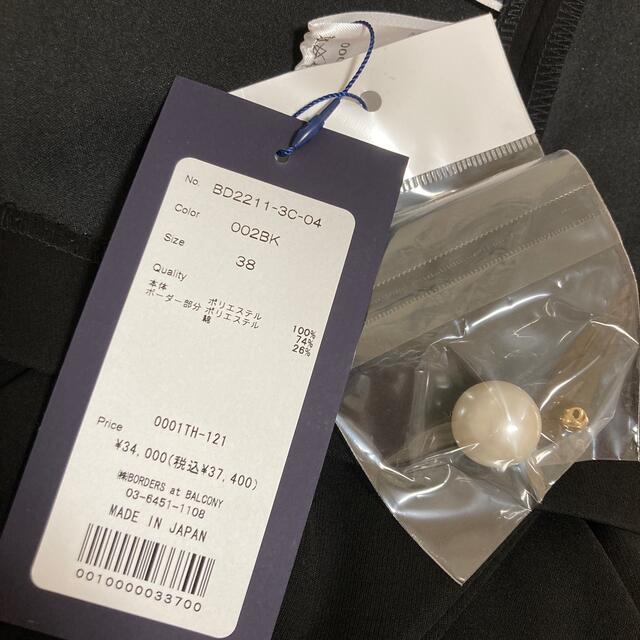 No. BD2211-3C-04
Color 002BK
Size 38
Quality
本体 ポリエステル 100%
ボーダー部分 ポリエステル 74%
綿 26%
0001TH-121
Price ¥34,000(税込¥37,400)
㈱BORDERS at BALCONY
03-6451-1108
MADE IN JAPAN
0010000033700